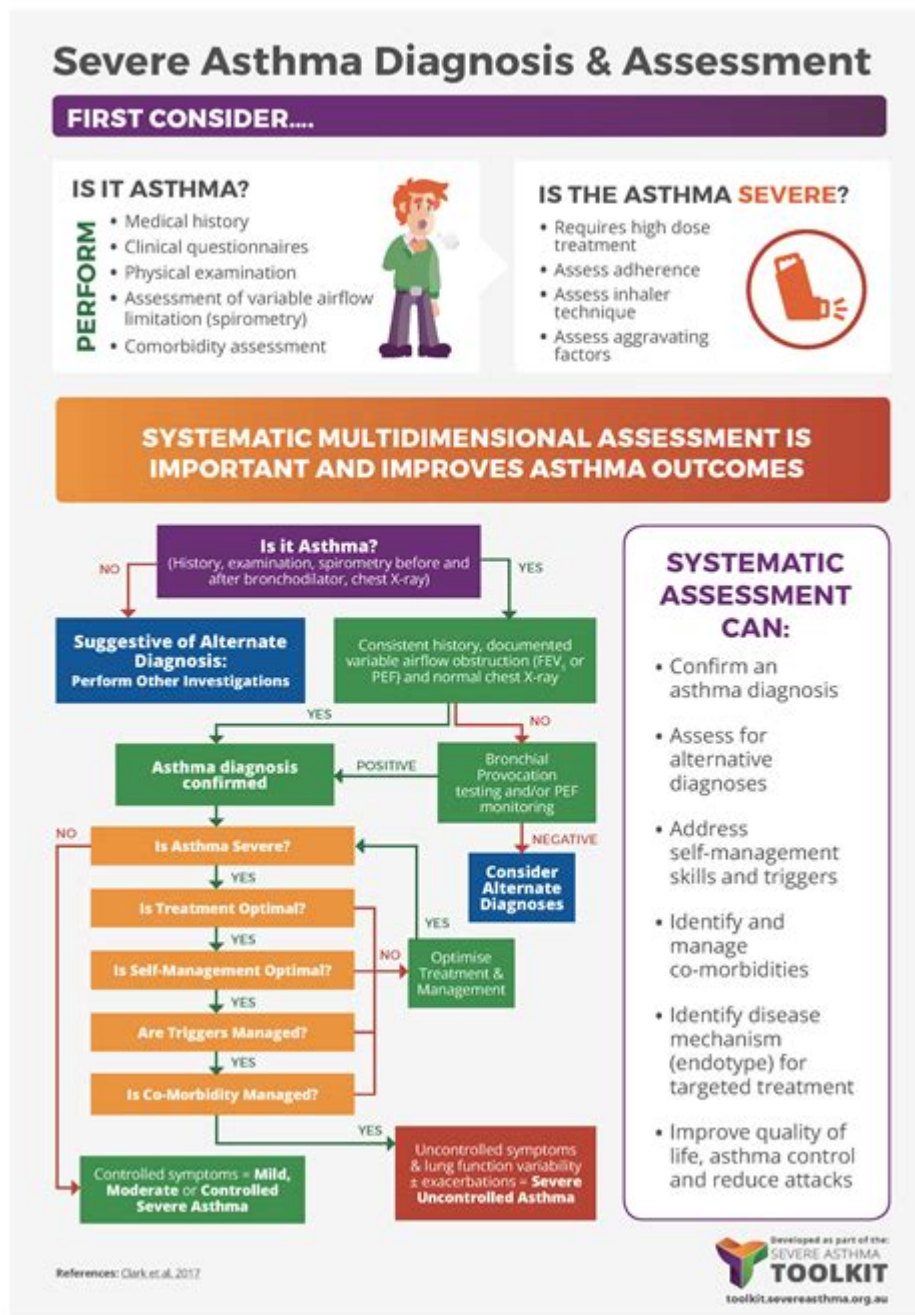 Severe Asthma Diagnosis & Assessment
FIRST CONSIDER....
IS IT ASTHMA?
PERFORM
• Medical history
• Clinical questionnaires
• Physical examination
• Assessment of variable airflow
limitation (spirometry)
• Comorbidity assessment
IS THE ASTHMA SEVERE?
• Requires high dose
treatment
• Assess adherence
• Assess inhaler
technique
• Assess aggravating
factors
SYSTEMATIC MULTIDIMENSIONAL ASSESSMENT IS
IMPORTANT AND IMPROVES ASTHMA OUTCOMES
Is it Asthma?
(History, examination, spirometry before and
after bronchodilator, chest X-ray)
NO
YES
Suggestive of Alternate
Diagnosis:
Perform Other Investigations
Consistent history, documented
variable airflow obstruction (FEV₁ or
PEF) and normal chest X-ray
YES
NO
Asthma diagnosis
confirmed
POSITIVE
Bronchial
Provocation
testing and/or PEF
monitoring
NO
Is Asthma Severe?
NEGATIVE
YES
Consider
Alternate
Diagnoses
Is Treatment Optimal?
YES
YES
Is Self-Management Optimal?
NO
Optimise
Treatment &
Management
YES
Are Triggers Managed?
YES
Is Co-Morbidity Managed?
YES
Controlled symptoms = Mild,
Moderate or Controlled
Severe Asthma
Uncontrolled symptoms
& lung function variability
± exacerbations = Severe
Uncontrolled Asthma
SYSTEMATIC
ASSESSMENT
CAN:
• Confirm an
asthma diagnosis
• Assess for
alternative
diagnoses
• Address
self-management
skills and triggers
• Identify and
manage
co-morbidities
• Identify disease
mechanism
(endotype) for
targeted treatment
• Improve quality of
life, asthma control
and reduce attacks
References: Clark et al. 2017
Developed as part of the:
SEVERE ASTHMA
TOOLKIT
toolkit.severeasthma.org.au